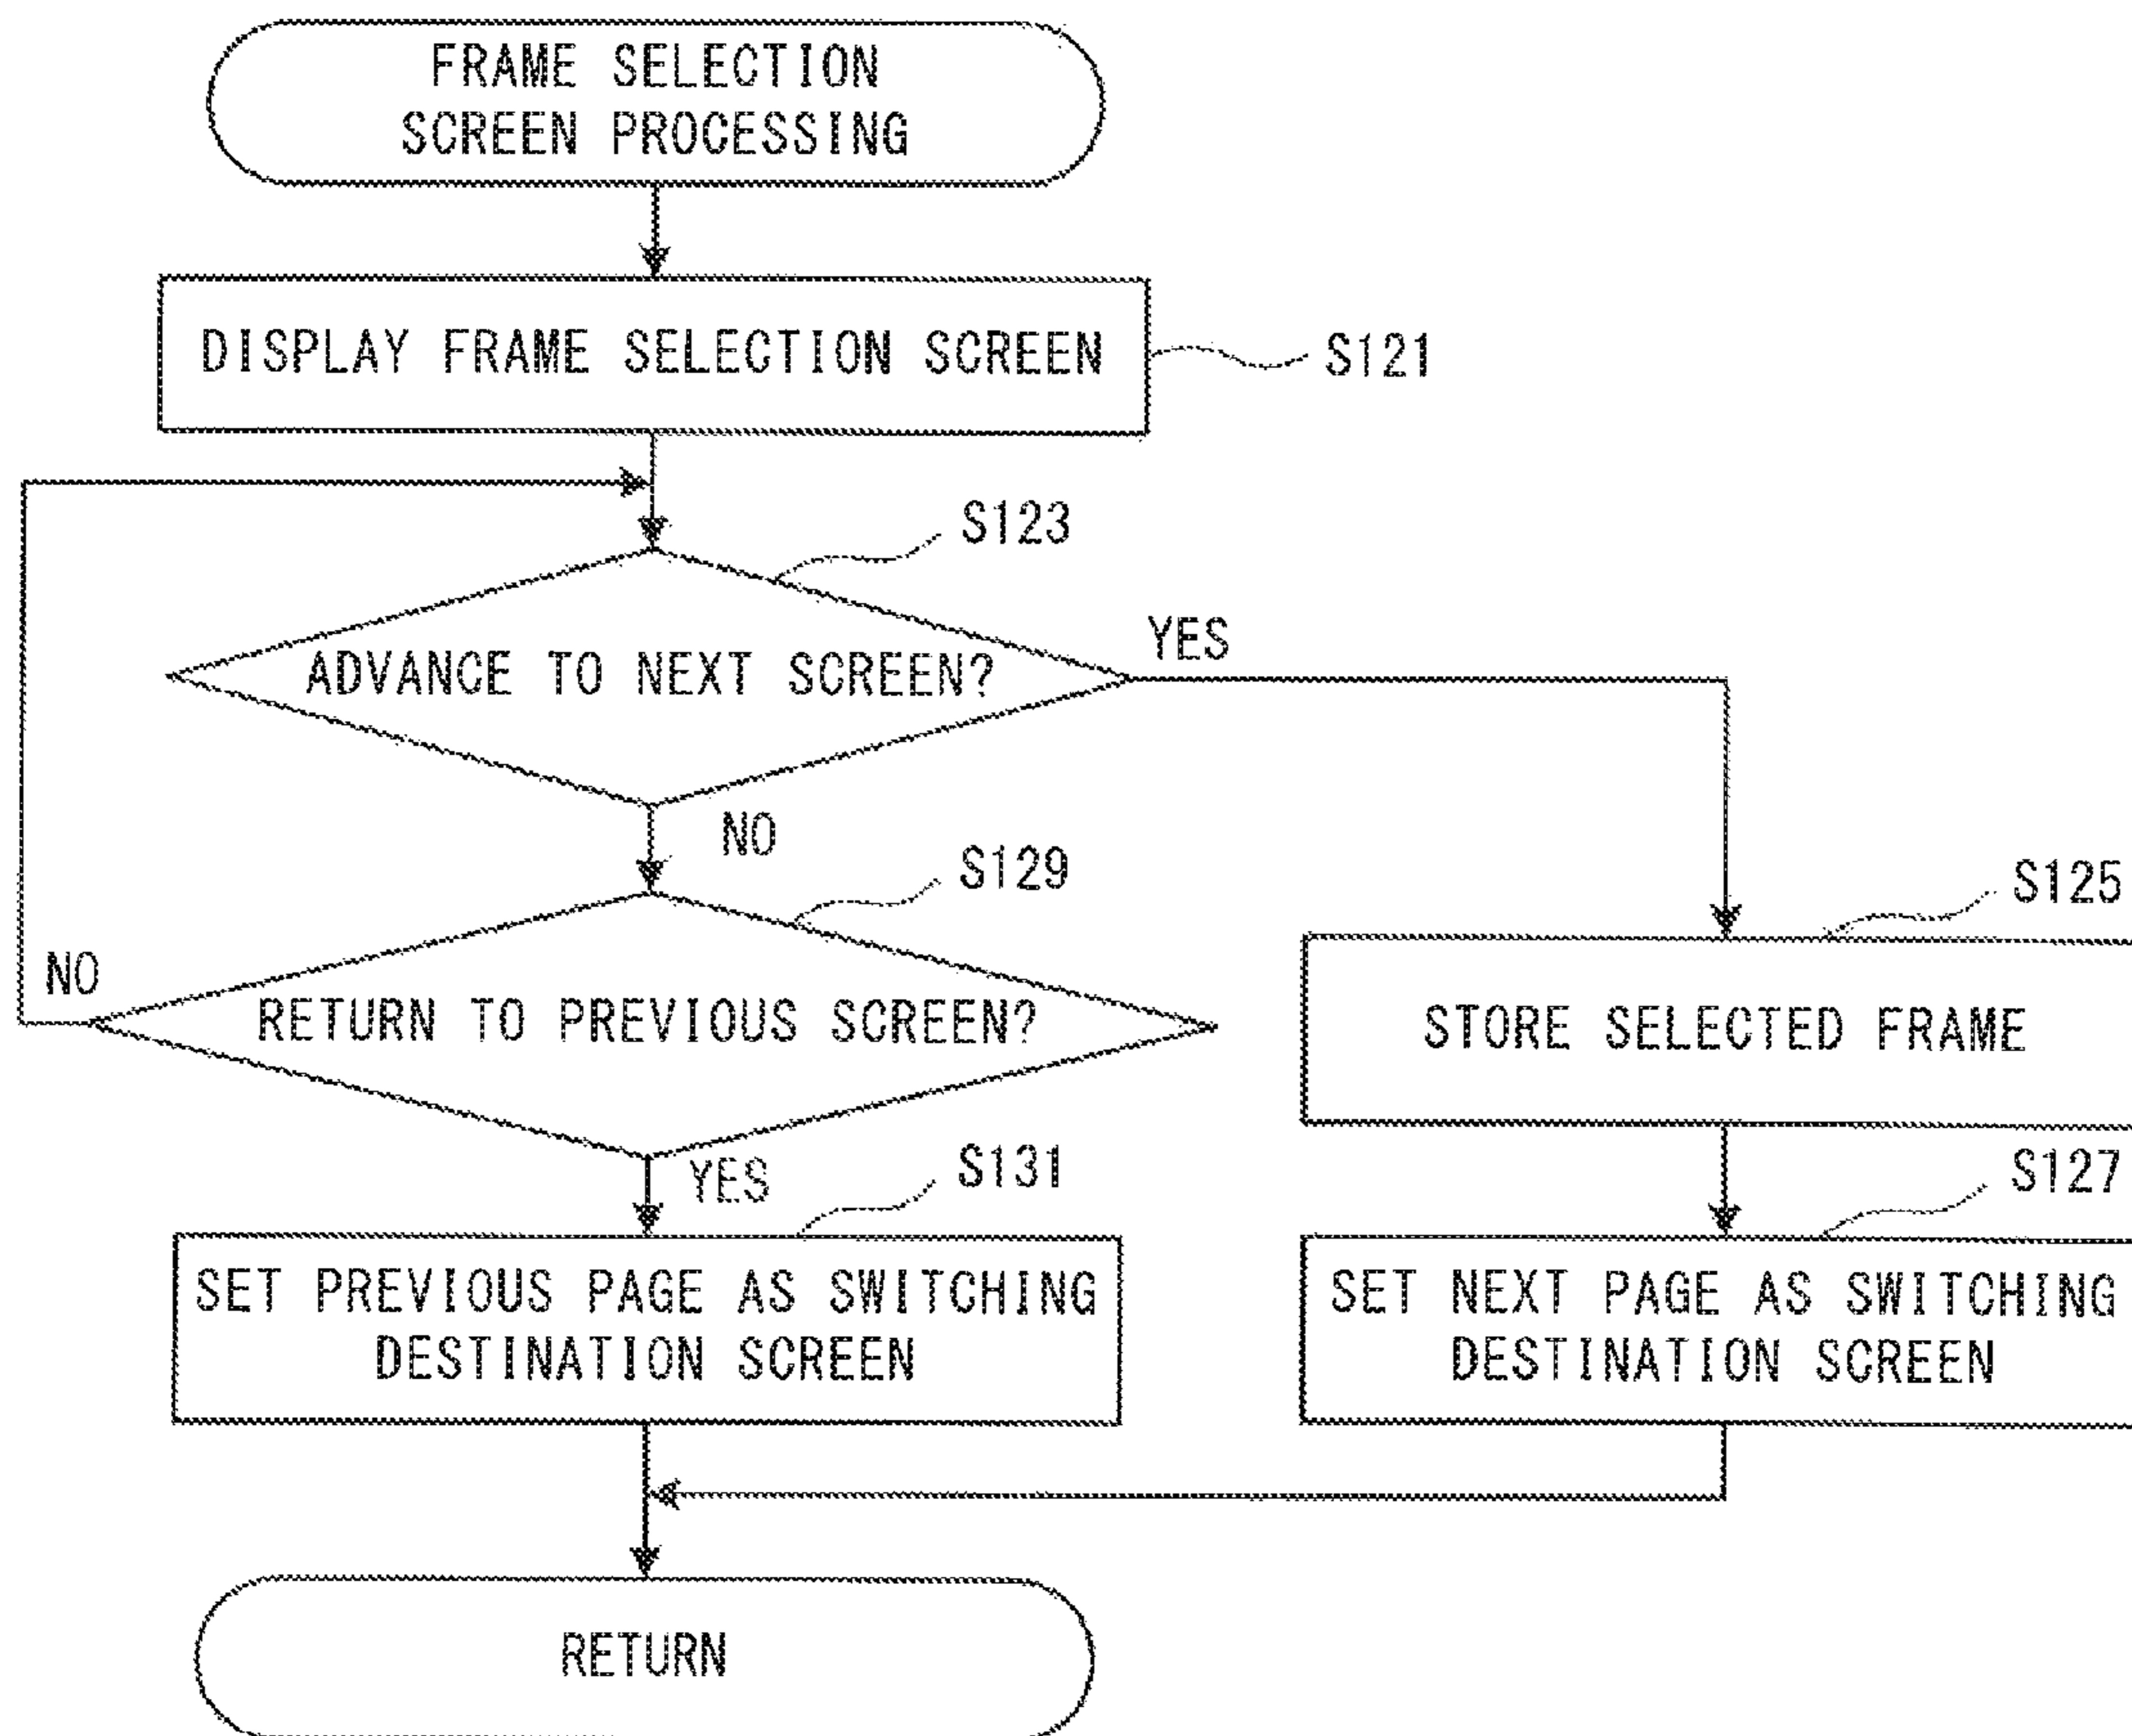 FRAME SELECTION
SCREEN PROCESSING
DISPLAY FRAME SELECTION SCREEN
S121
S123
ADVANCE TO NEXT SCREEN?
YES
NO
S129
S125
NO
RETURN TO PREVIOUS SCREEN?
STORE SELECTED FRAME
YES
S131
S127
SET PREVIOUS PAGE AS SWITCHING
DESTINATION SCREEN
SET NEXT PAGE AS SWITCHING
DESTINATION SCREEN
RETURN